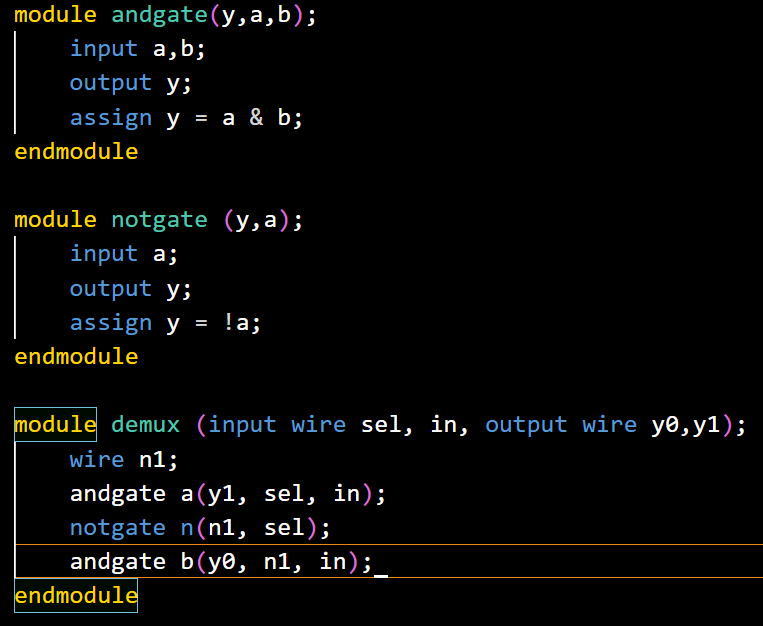 module andgate(y,a,b);
    input a,b;
    output y;
    assign y = a & b;
endmodule

module notgate (y,a);
    input a;
    output y;
    assign y = !a;
endmodule

module demux (input wire sel, in, output wire y0,y1);
    wire n1;
    andgate a(y1, sel, in);
    notgate n(n1, sel);
    andgate b(y0, n1, in);
endmodule